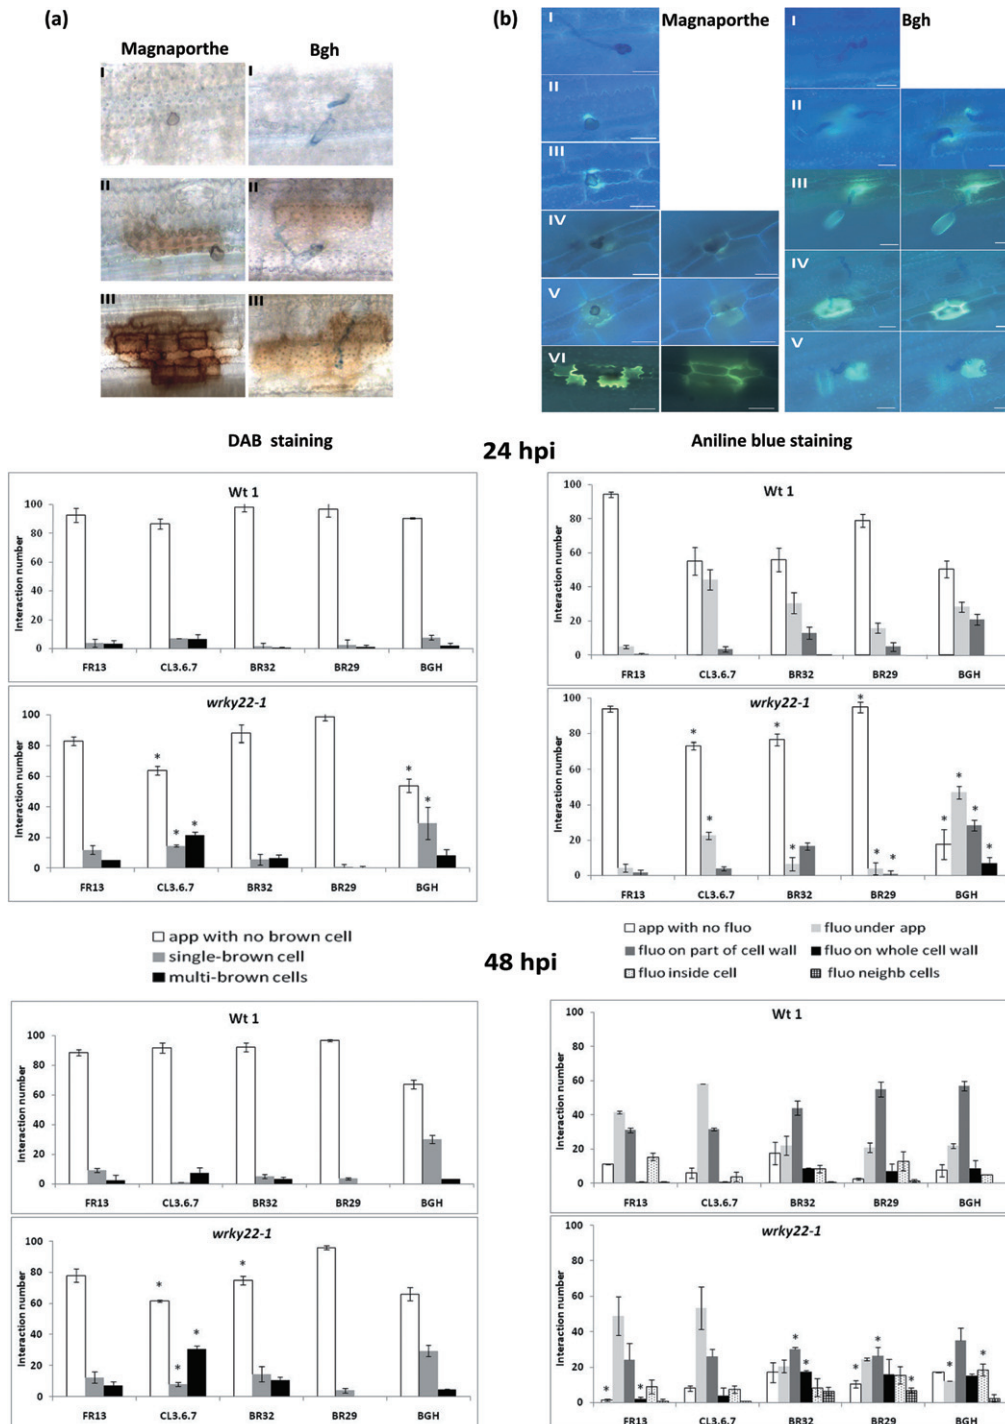 (a)
Magnaporthe Bgh
I I
II II
III III
(b)
Magnaporthe Bgh
I I
II II
III III
IV IV
V V
VI
DAB staining
24 hpi
Aniline blue staining
Wt 1
Interaction number
100
80
60
40
20
0
FR13 CL3.6.7 BR32 BR29 BGH
wrky22-1
Interaction number
100
80
60
40
20
0
* * * * *
FR13 CL3.6.7 BR32 BR29 BGH
Wt 1
Interaction number
100
80
60
40
20
0
FR13 CL3.6.7 BR32 BR29 BGH
wrky22-1
Interaction number
100
80
60
40
20
0
* * * * * * * * * * *
FR13 CL3.6.7 BR32 BR29 BGH
app with no brown cell
single-brown cell
multi-brown cells
48 hpi
app with no fluo fluo under app
fluo on part of cell wall fluo on whole cell wall
fluo inside cell fluo neighb cells
Wt 1
Interaction number
100
80
60
40
20
0
FR13 CL3.6.7 BR32 BR29 BGH
wrky22-1
Interaction number
100
80
60
40
20
0
* * * *
FR13 CL3.6.7 BR32 BR29 BGH
Wt 1
Interaction number
100
80
60
40
20
0
FR13 CL3.6.7 BR32 BR29 BGH
wrky22-1
Interaction number
100
80
60
40
20
0
* * * * * * * * *
FR13 CL3.6.7 BR32 BR29 BGH